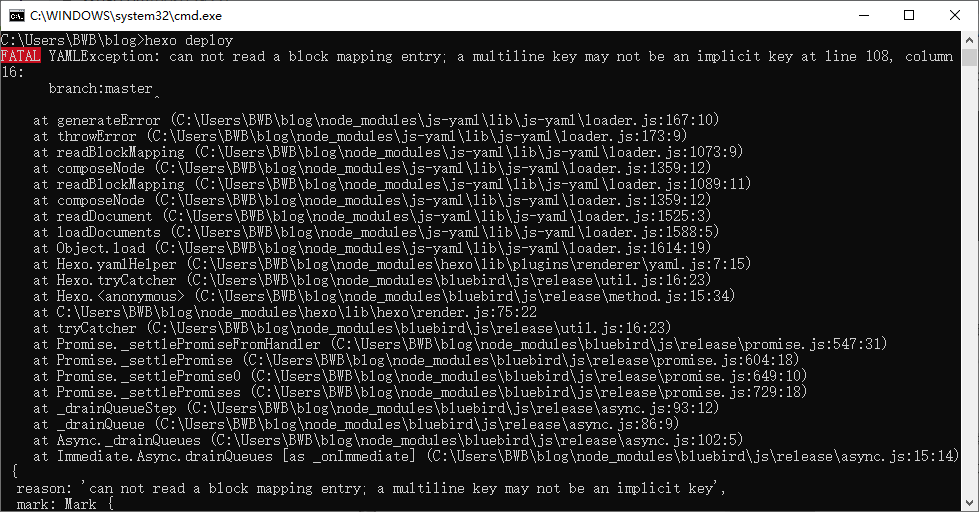 C:\WINDOWS\system32\cmd.exe
C:\Users\BWB\blog>hexo deploy
FATAL YAMLException: can not read a block mapping entry; a multiline key may not be an implicit key at line 108, column
16:
branch:master
^
at generateError (C:\Users\BWB\blog\node_modules\js-yaml\lib\js-yaml\loader.js:167:10)
at throwError (C:\Users\BWB\blog\node_modules\js-yaml\lib\js-yaml\loader.js:173:9)
at readBlockMapping (C:\Users\BWB\blog\node_modules\js-yaml\lib\js-yaml\loader.js:1073:9)
at composeNode (C:\Users\BWB\blog\node_modules\js-yaml\lib\js-yaml\loader.js:1359:12)
at readBlockMapping (C:\Users\BWB\blog\node_modules\js-yaml\lib\js-yaml\loader.js:1089:11)
at composeNode (C:\Users\BWB\blog\node_modules\js-yaml\lib\js-yaml\loader.js:1359:12)
at readDocument (C:\Users\BWB\blog\node_modules\js-yaml\lib\js-yaml\loader.js:1525:3)
at loadDocuments (C:\Users\BWB\blog\node_modules\js-yaml\lib\js-yaml\loader.js:1588:5)
at Object.load (C:\Users\BWB\blog\node_modules\js-yaml\lib\js-yaml\loader.js:1614:19)
at Hexo.yamlHelper (C:\Users\BWB\blog\node_modules\hexo\lib\plugins\renderer\yaml.js:7:15)
at Hexo.tryCatcher (C:\Users\BWB\blog\node_modules\bluebird\js\release\util.js:16:23)
at Hexo.<anonymous> (C:\Users\BWB\blog\node_modules\bluebird\js\release\method.js:15:34)
at C:\Users\BWB\blog\node_modules\hexo\lib\hexo\render.js:75:22
at tryCatcher (C:\Users\BWB\blog\node_modules\bluebird\js\release\util.js:16:23)
at Promise._settlePromiseFromHandler (C:\Users\BWB\blog\node_modules\bluebird\js\release\promise.js:547:31)
at Promise._settlePromise (C:\Users\BWB\blog\node_modules\bluebird\js\release\promise.js:604:18)
at Promise._settlePromise0 (C:\Users\BWB\blog\node_modules\bluebird\js\release\promise.js:649:10)
at Promise._settlePromises (C:\Users\BWB\blog\node_modules\bluebird\js\release\promise.js:729:18)
at _drainQueueStep (C:\Users\BWB\blog\node_modules\bluebird\js\release\async.js:93:12)
at _drainQueue (C:\Users\BWB\blog\node_modules\bluebird\js\release\async.js:86:9)
at Async._drainQueues (C:\Users\BWB\blog\node_modules\bluebird\js\release\async.js:102:5)
at Immediate.Async.drainQueues [as _onImmediate] (C:\Users\BWB\blog\node_modules\bluebird\js\release\async.js:15:14)
{
reason: 'can not read a block mapping entry; a multiline key may not be an implicit key',
mark: Mark {